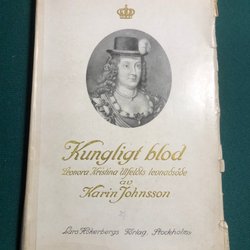 Kungligt blod
Leonora Kristina Ulfeldts levnadsöde
av
Karin Johnsson
Lars Hökerbergs Förlag, Stockholm